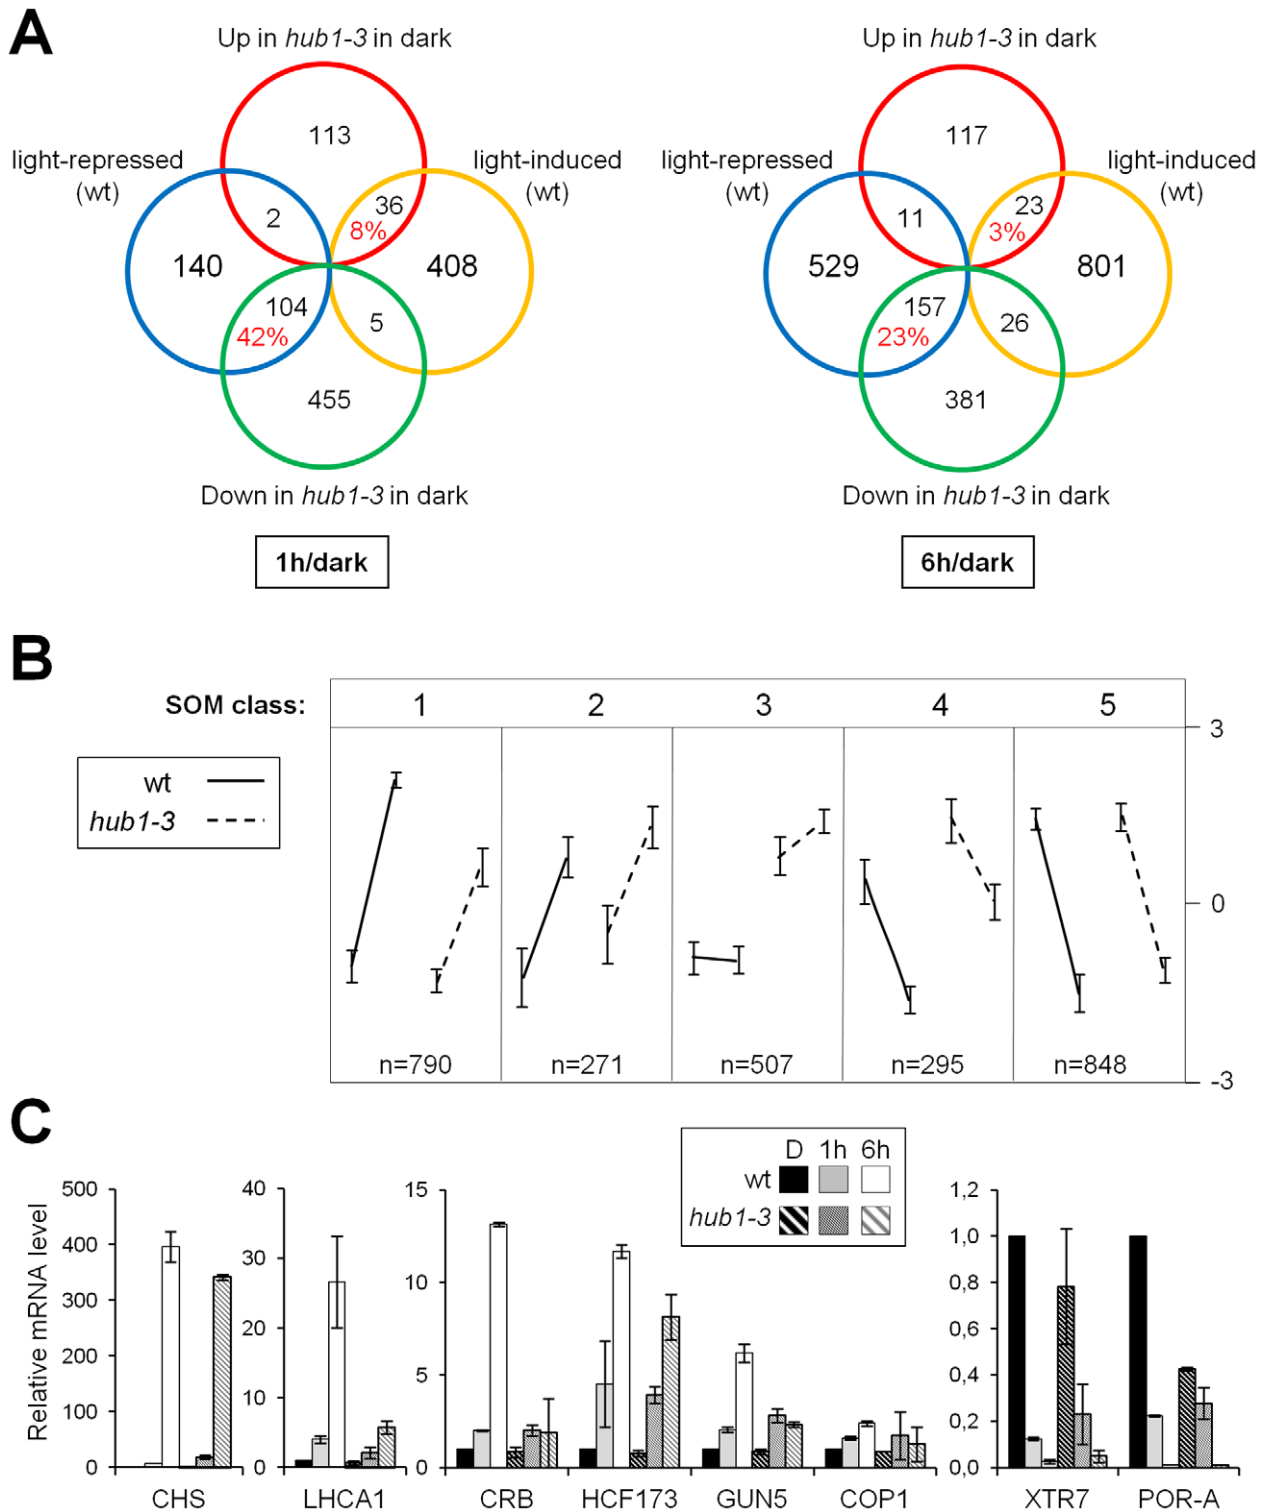 A
Up in hub1-3 in dark
Up in hub1-3 in dark
light-repressed
(wt)
light-induced
(wt)
light-repressed
(wt)
light-induced
(wt)
113
2
36
8%
140
408
104
42%
5
455
117
11
23
3%
529
801
157
23%
26
381
Down in hub1-3 in dark
Down in hub1-3 in dark
1h/dark
6h/dark
B
SOM class: 1 2 3 4 5
wt
hub1-3
3
0
-3
n=790 n=271 n=507 n=295 n=848
C
D 1h 6h
wt
hub1-3
Relative mRNA level
500
400
300
200
100
0
CHS
40
30
20
10
0
LHCA1
15
10
5
0
CRB HCF173 GUN5 COP1
1,2
1,0
0,8
0,6
0,4
0,2
0,0
XTR7 POR-A